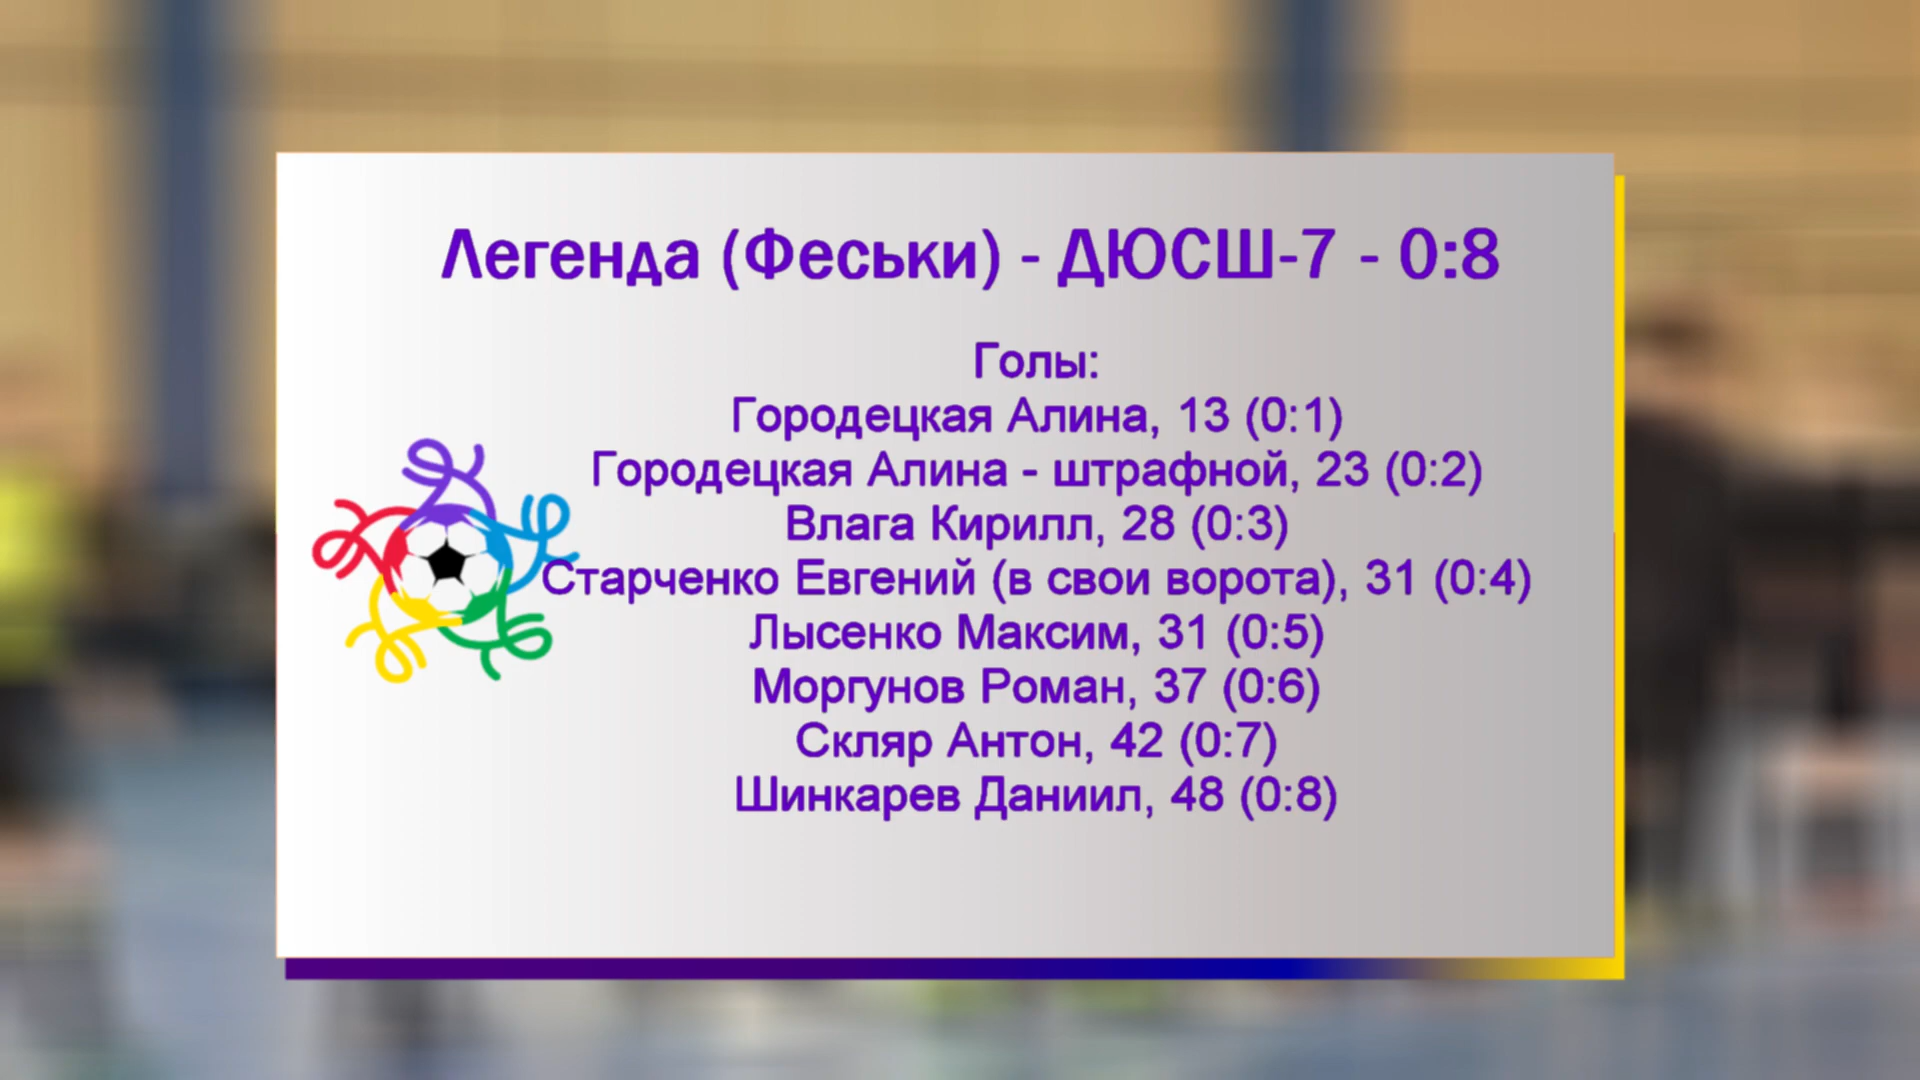 Легенда (Феськи) - ДЮСШ-7 - 0:8
Голы:
Городецкая Алина, 13 (0:1)
Городецкая Алина - штрафной, 23 (0:2)
Влага Кирилл, 28 (0:3)
Старченко Евгений (в свои ворота), 31 (0:4)
Лысенко Максим, 31 (0:5)
Моргунов Роман, 37 (0:6)
Скляр Антон, 42 (0:7)
Шинкарев Даниил, 48 (0:8)